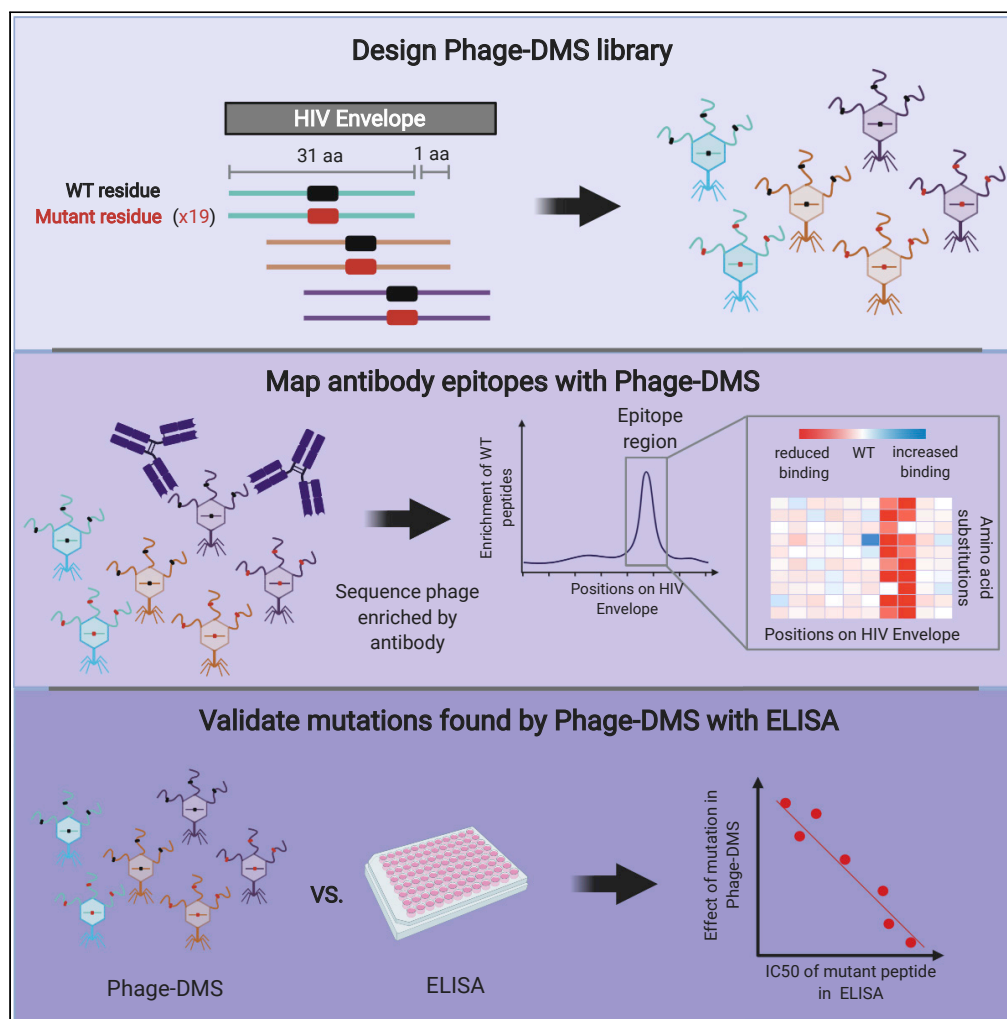 Design Phage-DMS library
HIV Envelope
31 aa
1 aa
WT residue
Mutant residue (x19)
Map antibody epitopes with Phage-DMS
Sequence phage
enriched by
antibody
Enrichment of WT
peptides
Epitope
region
Positions on HIV
Envelope
reduced
binding
WT
increased
binding
Amino acid
substitutions
Positions on HIV Envelope
Validate mutations found by Phage-DMS with ELISA
Phage-DMS
VS.
ELISA
Effect of mutation in
Phage-DMS
IC50 of mutant peptide
in ELISA